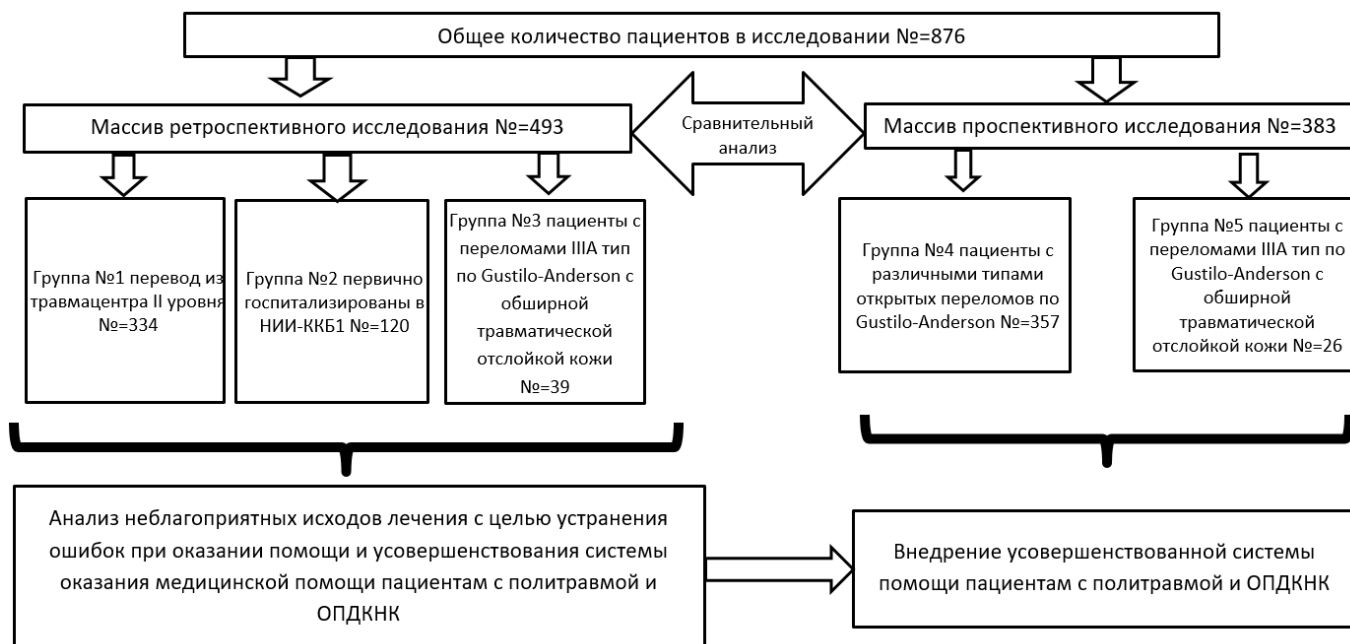 Общее количество пациентов в исследовании №=876
Массив ретроспективного исследования №=493
Сравнительный
анализ
Массив проспективного исследования №=383
Группа №1 перевод из
травмацентра II уровня
№=334
Группа №2 первично
госпитализированы в
НИИ-ККБ1 №=120
Группа №3 пациенты с
переломами IIIА тип
по Gustilo-Anderson с
обширной
травматической
отслойкой кожи
№=39
Группа №4 пациенты с
различными типами
открытых переломов по
Gustilo-Anderson №=357
Группа №5 пациенты с
переломами IIIА тип по
Gustilo-Anderson с
обширной
травматической
отслойкой кожи №=26
Анализ неблагоприятных исходов лечения с целью устранения
ошибок при оказании помощи и усовершенствования системы
оказания медицинской помощи пациентам с политравмой и
ОПДКНК
Внедрение усовершенствованной системы
помощи пациентам с политравмой и ОПДКНК